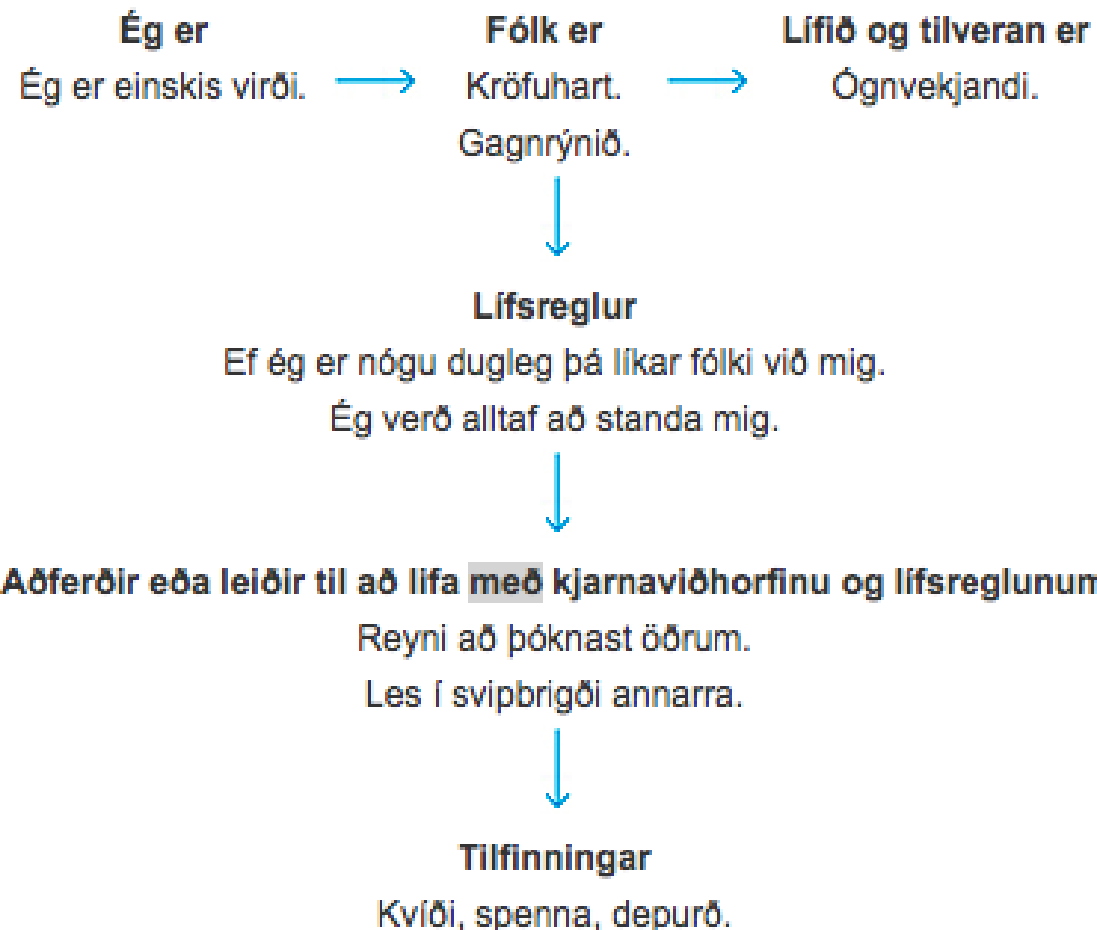 Ég er Fólk er Lífið og tilveran er
Ég er einskis virði. Kröfuhart. Ógnvekjandi.
Gagnrýnið.
Lífsreglur
Ef ég er nógu dugleg þá líkar fólki við mig.
Ég verð alltaf að standa mig.
Aðferðir eða leiðir til að lifa með kjarnaviðhorfinu og lífsreglunum
Reyni að þóknast öðrum.
Les í svipbrigði annarra.
Tilfinningar
Kvíði, spenna, depurð.